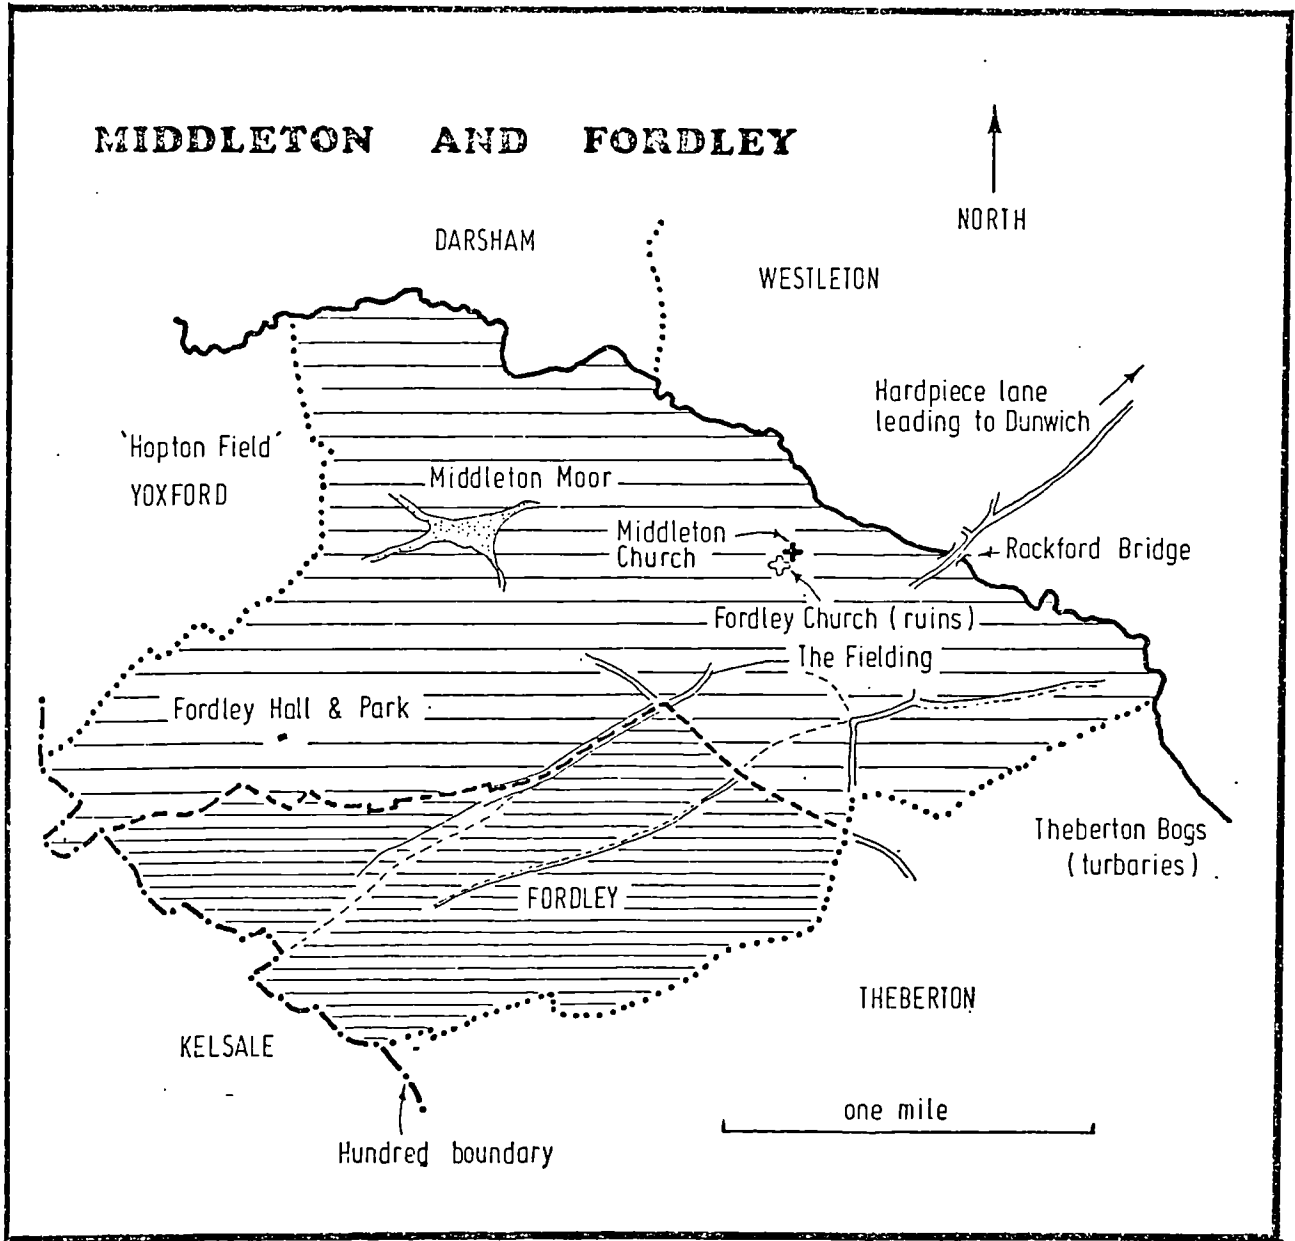 MIDDLETON AND FORDLEY
NORTH
DARSHAM
WESTLETON
Hardpiece lane
leading to Dunwich
'Hopton Field'
YOXFORD
Middleton Moor
Middleton
Church
Rackford Bridge
Fordley Church (ruins)
The Fielding
Fordley Hall & Park
Theberton Bogs
(turbaries)
FORDLEY
THEBERTON
KELSALE
one mile
Hundred boundary